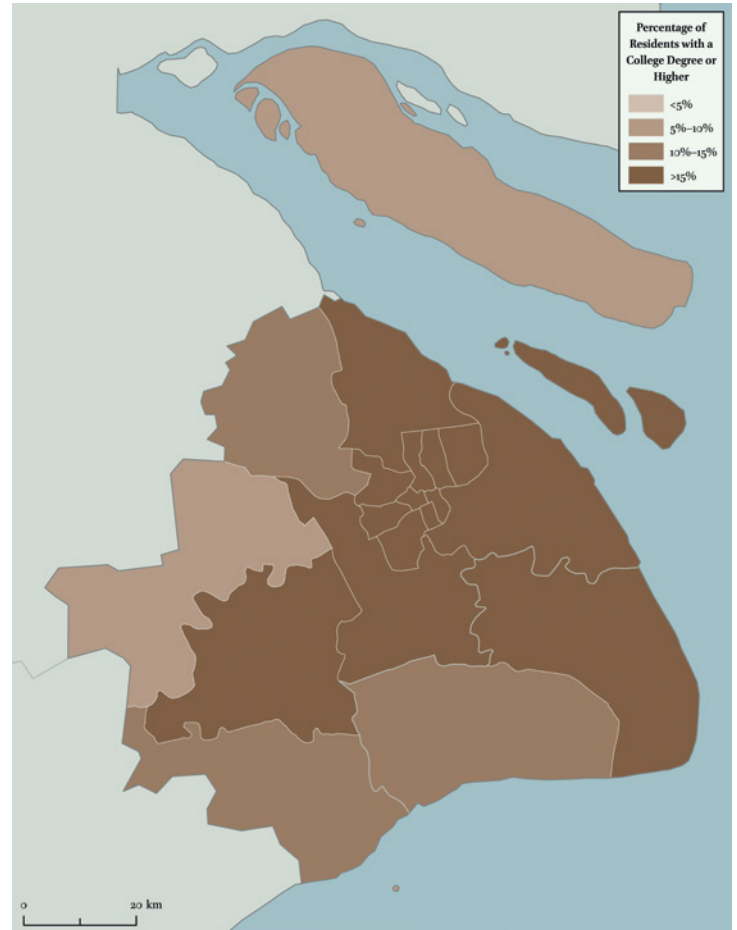 Percentage of
Residents with a
College Degree or
Higher
<5%
5%–10%
10%–15%
>15%
0 20 km